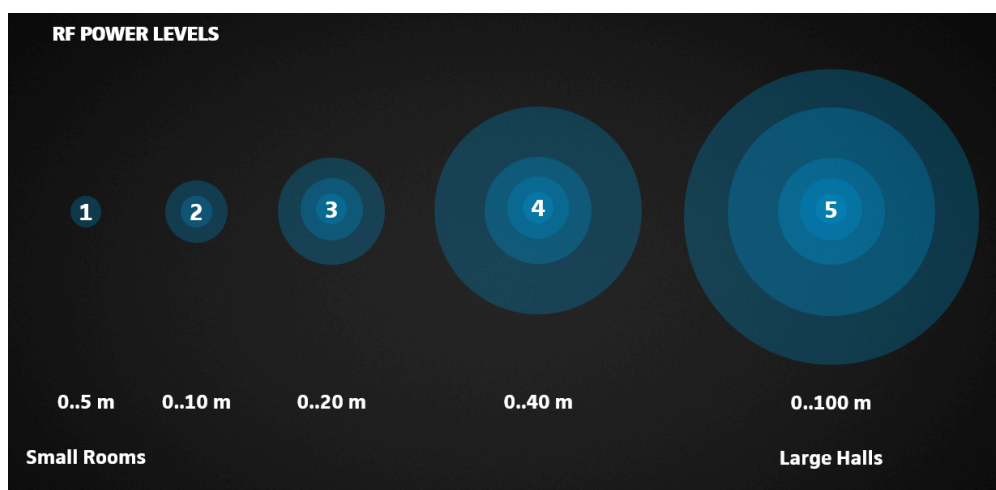 RF POWER LEVELS
1 2 3 4 5
0..5 m 0..10 m 0..20 m 0..40 m 0..100 m
Small Rooms Large Halls